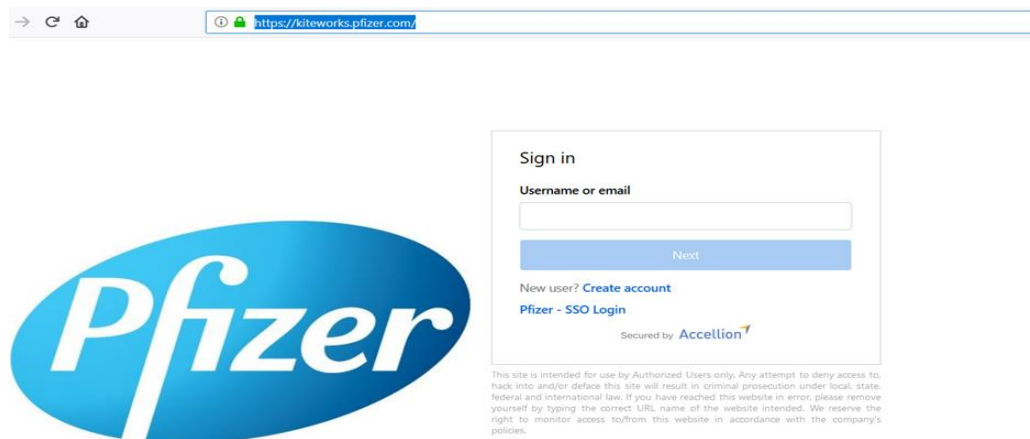 https://kiteworks.pfizer.com/
Sign in
Username or email
Next
New user? Create account
Pfizer - SSO Login
Secured by Accellion
Pfizer
This site is intended for use by Authorized Users only. Any attempt to deny access to,
hack into and/or deface this site will result in criminal prosecution under local, state,
federal and international law. If you have reached this website in error, please remove
yourself by typing the correct URL name of the website intended. We reserve the
right to monitor access to/from this website in accordance with the company's
policies.